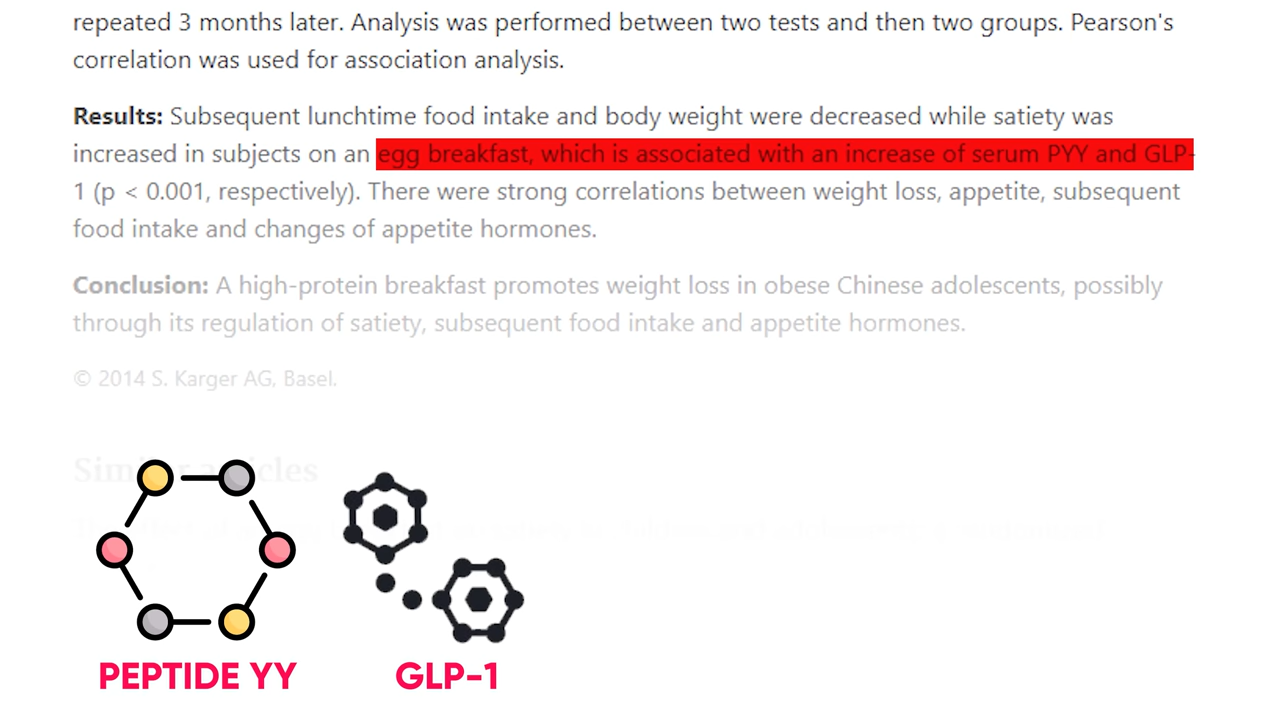 repeated 3 months later. Analysis was performed between two tests and then two groups. Pearson's
correlation was used for association analysis.
Results: Subsequent lunchtime food intake and body weight were decreased while satiety was
increased in subjects on an egg breakfast, which is associated with an increase of serum PYY and GLP-
1 (p < 0.001, respectively). There were strong correlations between weight loss, appetite, subsequent
food intake and changes of appetite hormones.
Conclusion: A high-protein breakfast promotes weight loss in obese Chinese adolescents, possibly
through its regulation of satiety, subsequent food intake and appetite hormones.
© 2014 S. Karger AG, Basel.
PEPTIDE YY
GLP-1